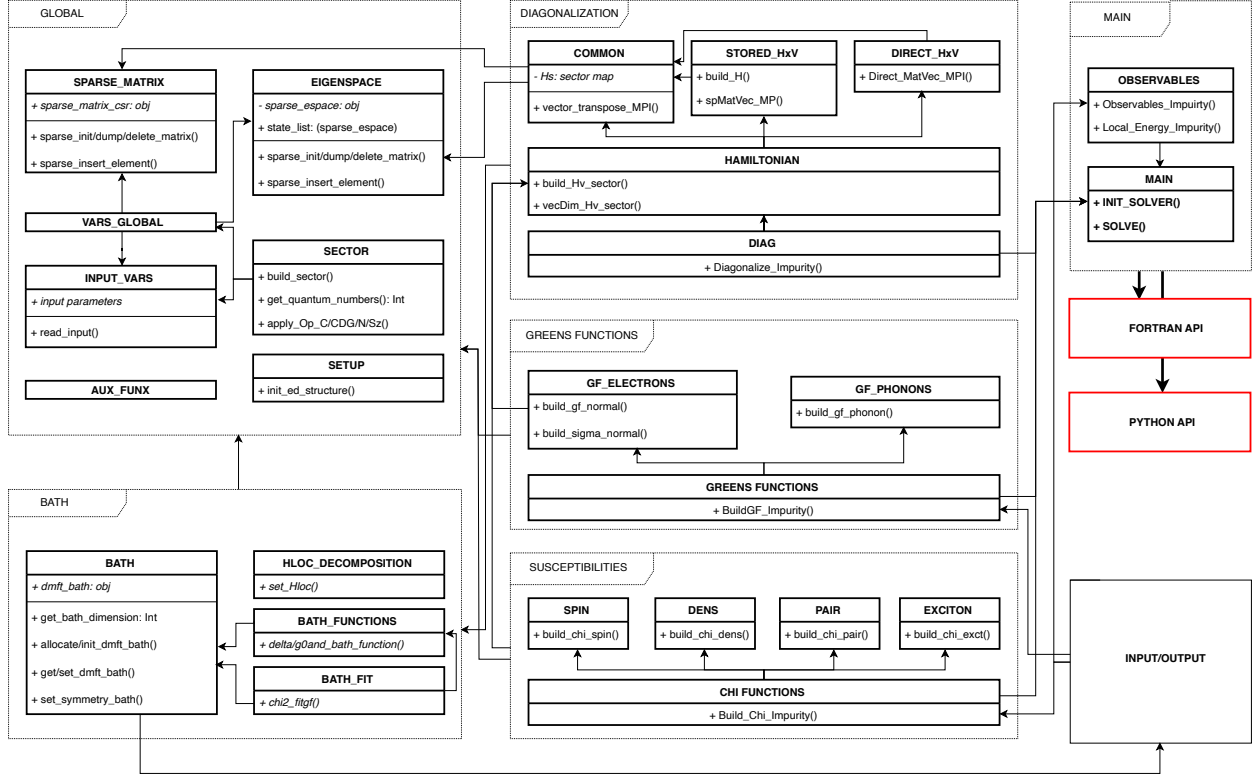 GLOBAL
SPARSE_MATRIX
+ sparse_matrix_csr: obj
+ sparse_init/dump/delete_matrix()
+ sparse_insert_element()
EIGENSPACE
- sparse_espace: obj
+ state_list: (sparse_espace)
+ sparse_init/dump/delete_matrix()
+ sparse_insert_element()
VARS_GLOBAL
INPUT_VARS
+ input parameters
+ read_input()
SECTOR
+ build_sector()
+ get_quantum_numbers(): Int
+ apply_Op_C/CDG/N/Sz()
SETUP
+ init_ed_structure()
AUX_FUNX
BATH
BATH
+ dmft_bath: obj
+ get_bath_dimension: Int
+ allocate/init_dmft_bath()
+ get/set_dmft_bath()
+ set_symmetry_bath()
HLOC_DECOMPOSITION
+ set_Hloc()
BATH_FUNCTIONS
+ delta/g0and_bath_function()
BATH_FIT
+ chi2_fitgf()
DIAGONALIZATION
COMMON
- Hs: sector map
+ vector_transpose_MPI()
STORED_HxV
+ build_H()
+ spMatVec_MP()
DIRECT_HxV
+ Direct_MatVec_MPI()
HAMILTONIAN
+ build_Hv_sector()
+ vecDim_Hv_sector()
DIAG
+ Diagonalize_Impurity()
GREENS FUNCTIONS
GF_ELECTRONS
+ build_gf_normal()
+ build_sigma_normal()
GF_PHONONS
+ build_gf_phonon()
GREENS FUNCTIONS
+ BuildGF_Impurity()
SUSCEPTIBILITIES
SPIN
+ build_chi_spin()
DENS
+ build_chi_dens()
PAIR
+ build_chi_pair()
EXCITON
+ build_chi_exct()
CHI FUNCTIONS
+ Build_Chi_Impurity()
MAIN
OBSERVABLES
+ Observables_Impuirty()
+ Local_Energy_Impurity()
MAIN
+ INIT_SOLVER()
+ SOLVE()
FORTRAN API
PYTHON API
INPUT/OUTPUT